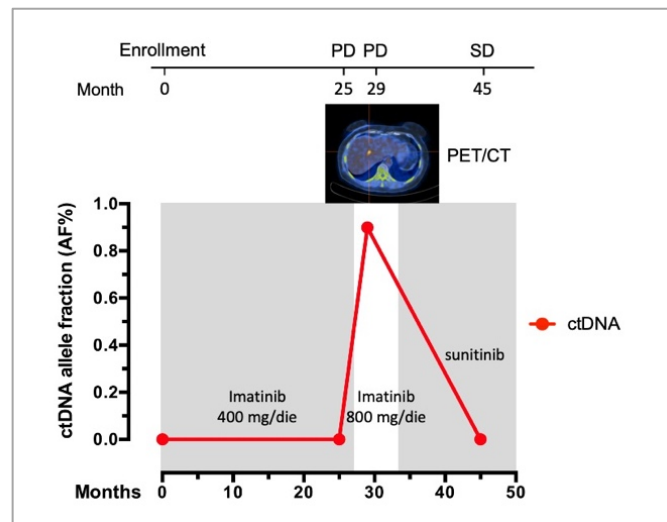 Enrollment PD PD SD
Month 0 25 29 45
PET/CT
ctDNA allele fraction (AF%)
1.0
0.8
0.6
0.4
0.2
0.0
Imatinib
400 mg/die
Imatinib
800 mg/die
sunitinib
ctDNA
Months 0 10 20 30 40 50